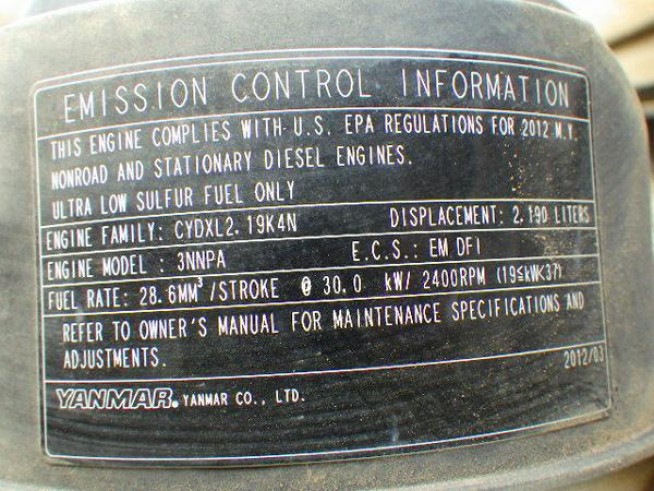 EMISSION CONTROL INFORMATION
THIS ENGINE COMPLIES WITH U.S. EPA REGULATIONS FOR 2012 M.Y.
NONROAD AND STATIONARY DIESEL ENGINES.
ULTRA LOW SULFUR FUEL ONLY
ENGINE FAMILY: CYDXL2.19K4N DISPLACEMENT: 2.190 LITERS
ENGINE MODEL : 3NNPA E.C.S.: EM DFI
FUEL RATE: 28.6MM³/STROKE @ 30.0 kW/ 2400RPM (19≤kW<37)
REFER TO OWNER'S MANUAL FOR MAINTENANCE SPECIFICATIONS AND
ADJUSTMENTS.
2012/03
YANMAR. YANMAR CO., LTD.